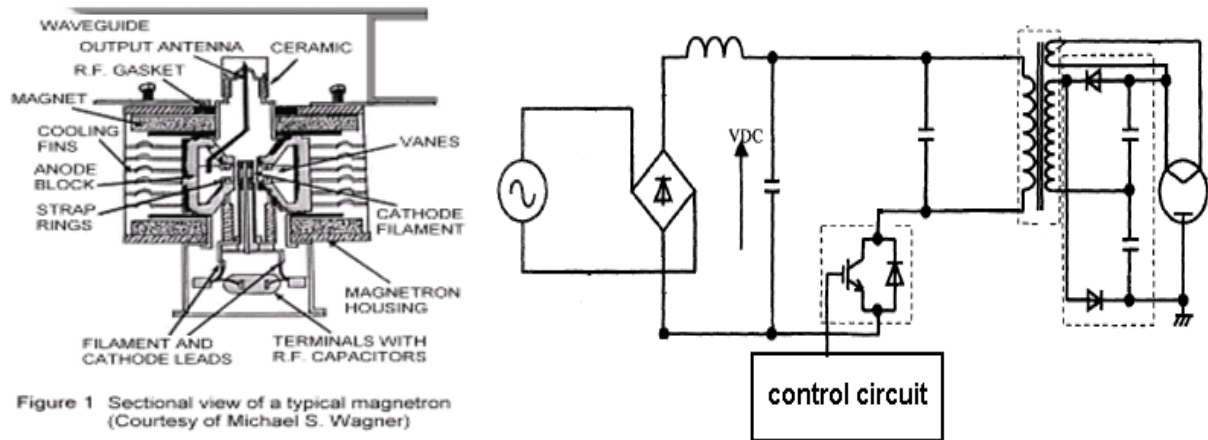 WAVEGUIDE
OUTPUT ANTENNA
CERAMIC
R.F. GASKET
MAGNET
COOLING
FINS
VANES
ANODE
BLOCK
STRAP
RINGS
CATHODE
FILAMENT
MAGNETRON
HOUSING
FILAMENT AND
CATHODE LEADS
TERMINALS WITH
R.F. CAPACITORS
Figure 1 Sectional view of a typical magnetron
(Courtesy of Michael S. Wagner)
VDC
control circuit